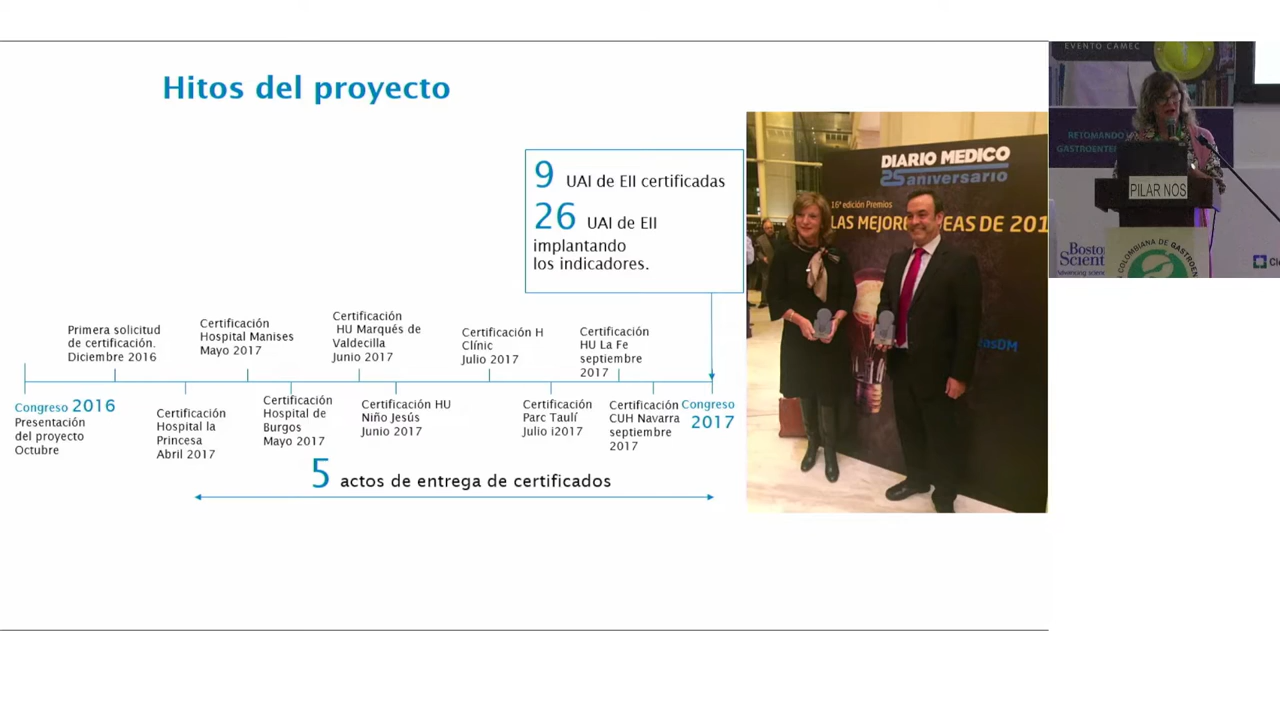 Hitos del proyecto
9 UAI de EII certificadas
26 UAI de EII
implantando
los indicadores.
Primera solicitud
de certificación.
Diciembre 2016
Certificación
Hospital Manises
Mayo 2017
Certificación
HU Marqués de
Valdecilla
Junio 2017
Certificación H
Clínic
Julio 2017
Certificación
HU La Fe
septiembre
2017
Congreso 2016
Presentación
del proyecto
Octubre
Certificación
Hospital la
Princesa
Abril 2017
Certificación
Hospital de
Burgos
Mayo 2017
Certificación HU
Niño Jesús
Junio 2017
Certificación
Parc Taulí
Julio i2017
Certificación
CUH Navarra
septiembre
2017
Congreso
2017
5 actos de entrega de certificados
DIARIO MEDICO
25 aniversario
16ª edición Premios
LAS MEJOR EAS DE 201
sDM
EVENTO CAMEC
RETOMANDO
GASTROENTE
PILAR NOS
Boston
Scient
COLOMBIANA DE GASTROEN